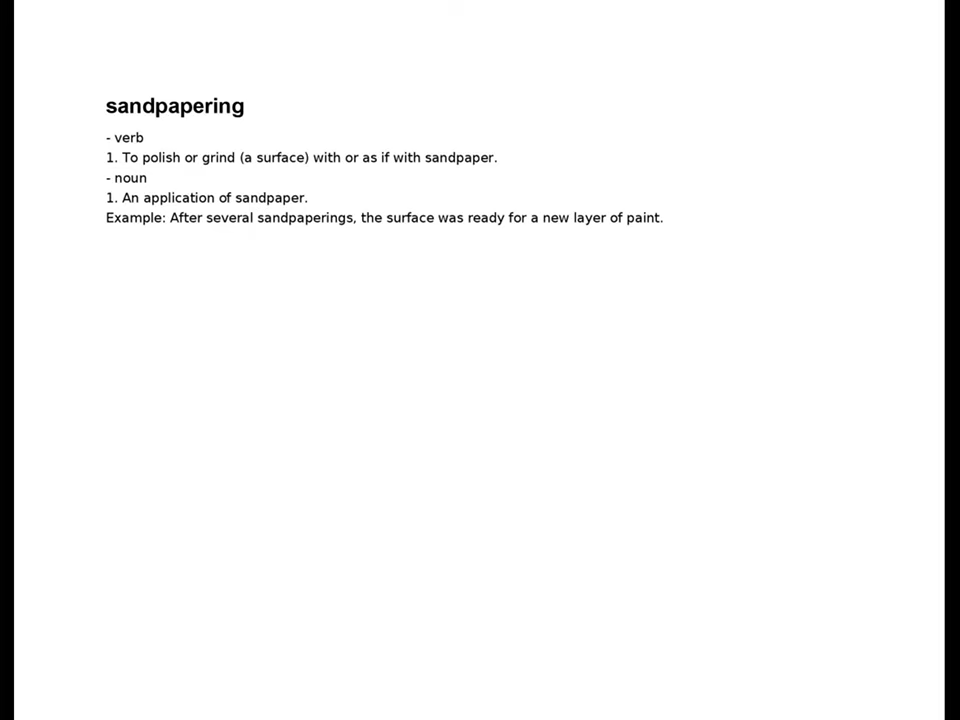 sandpapering
- verb
1. To polish or grind (a surface) with or as if with sandpaper.
- noun
1. An application of sandpaper.
Example: After several sandpaperings, the surface was ready for a new layer of paint.